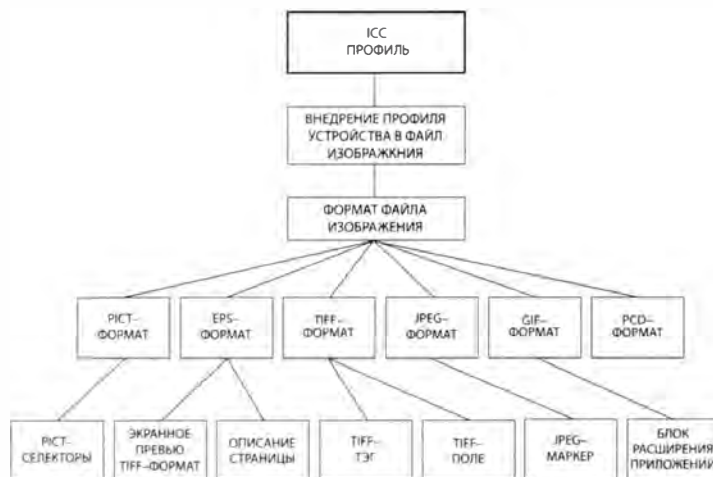 ICC
ПРОФИЛЬ
ВНЕДРЕНИЕ ПРОФИЛЯ
УСТРОЙСТВА В ФАЙЛ
ИЗОБРАЖКНИЯ
ФОРМАТ ФАЙЛА
ИЗОБРАЖЕНИЯ
PICT–
ФОРМАТ
EPS–
ФОРМАТ
TIFF–
ФОРМАТ
JPEG–
ФОРМАТ
GIF–
ФОРМАТ
PCD–
ФОРМАТ
PICT–
СЕЛЕКТОРЫ
ЭКРАННОЕ
ПРЕВЬЮ
TIFF–ФОРМАТ
ОПИСАНИЕ
СТРАНИЦЫ
TIFF–
ТЭГ
TIFF–
ПОЛЕ
JPEG–
МАРКЕР
БЛОК
РАСШИРЕНИЯ
ПРИЛОЖЕНИЙ